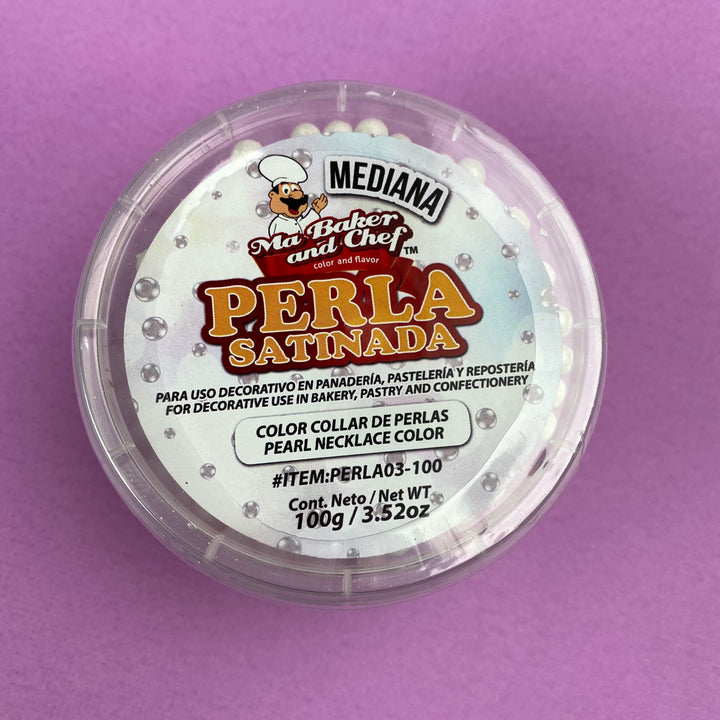 MEDIANA
Ma Baker
and Chef™
color and flavor
PERLA
SATINADA
PARA USO DECORATIVO EN PANADERÍA, PASTELERÍA Y REPOSTERÍA
FOR DECORATIVE USE IN BAKERY, PASTRY AND CONFECTIONERY
COLOR COLLAR DE PERLAS
PEARL NECKLACE COLOR
#ITEM:PERLA03-100
Cont. Neto / Net WT
100g / 3.52oz